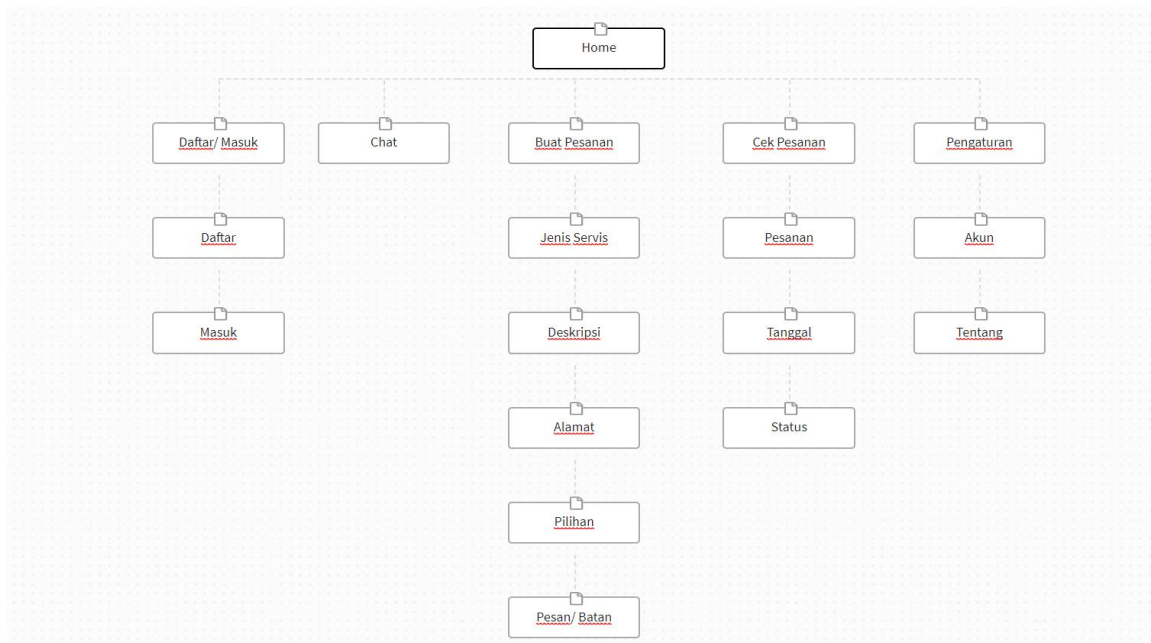 Home
Daftar/ Masuk
Chat
Buat Pesanan
Cek Pesanan
Pengaturan
Daftar
Jenis Servis
Pesanan
Akun
Masuk
Deskripsi
Tanggal
Tentang
Alamat
Status
Pilihan
Pesan/ Batan